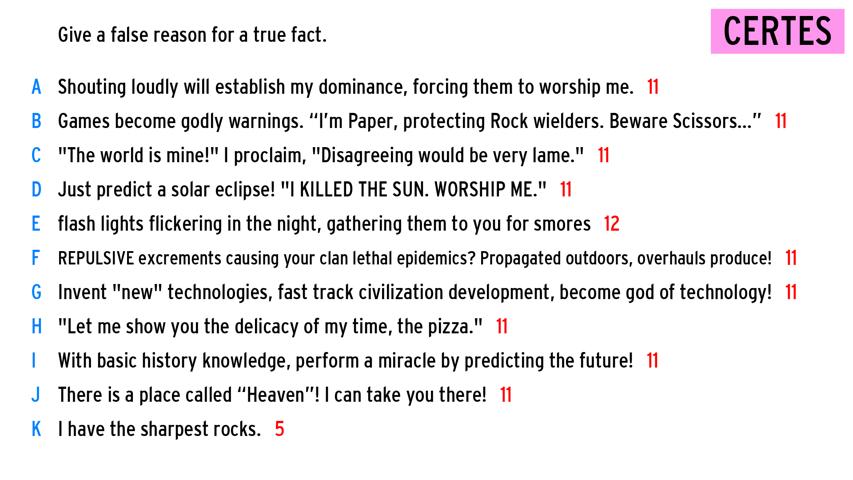 Give a false reason for a true fact.
CERTES
A Shouting loudly will establish my dominance, forcing them to worship me. 11
B Games become godly warnings. “I’m Paper, protecting Rock wielders. Beware Scissors...” 11
C "The world is mine!" I proclaim, "Disagreeing would be very lame." 11
D Just predict a solar eclipse! "I KILLED THE SUN. WORSHIP ME." 11
E flash lights flickering in the night, gathering them to you for smores 12
F REPULSIVE excrements causing your clan lethal epidemics? Propagated outdoors, overhauls produce! 11
G Invent "new" technologies, fast track civilization development, become god of technology! 11
H "Let me show you the delicacy of my time, the pizza." 11
I With basic history knowledge, perform a miracle by predicting the future! 11
J There is a place called “Heaven”! I can take you there! 11
K I have the sharpest rocks. 5